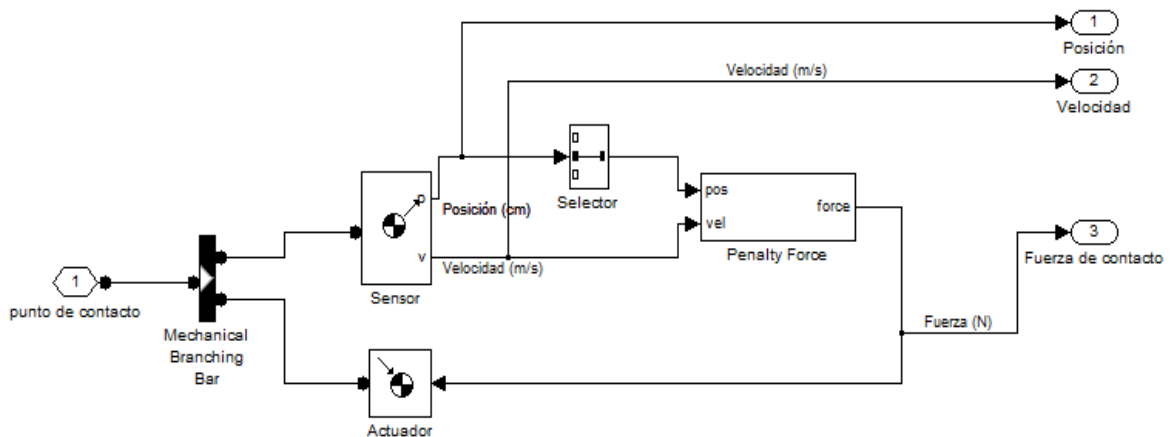 1
Posición
Velocidad (m/s)
2
Velocidad
Selector
p
Posición (cm)
v
Velocidad (m/s)
Sensor
pos
vel
force
Penalty Force
3
Fuerza de contacto
Fuerza (N)
1
punto de contacto
Mechanical
Branching
Bar
Actuador